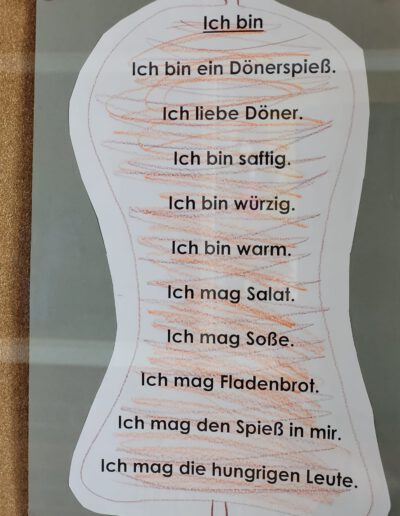 Ich bin
Ich bin ein Dönerspieß.
Ich liebe Döner.
Ich bin saftig.
Ich bin würzig.
Ich bin warm.
Ich mag Salat.
Ich mag Soße.
Ich mag Fladenbrot.
Ich mag den Spieß in mir.
Ich mag die hungrigen Leute.